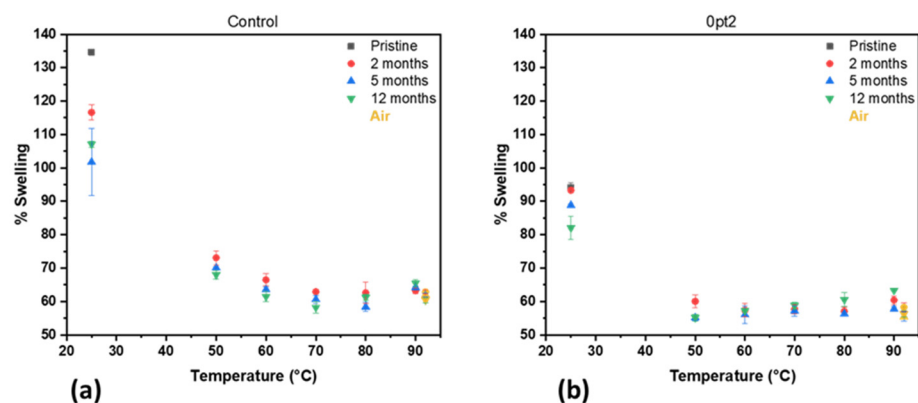 Control
% Swelling
140
130
120
110
100
90
80
70
60
50
40
20 30 40 50 60 70 80 90
Temperature (°C)
Pristine
2 months
5 months
12 months
Air
(a)
0pt2
% Swelling
140
130
120
110
100
90
80
70
60
50
40
20 30 40 50 60 70 80 90
Temperature (°C)
Pristine
2 months
5 months
12 months
Air
(b)